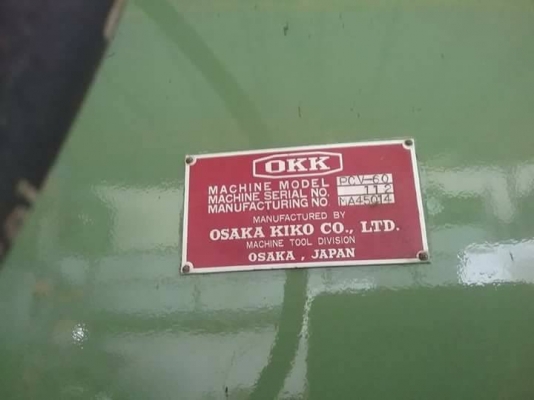 OKK
MACHINE MODEL PCV-60
MACHINE SERIAL NO. 112
MANUFACTURING NO MA45014
MANUFACTURED BY
OSAKA KIKO CO., LTD.
MACHINE TOOL DIVISION
OSAKA, JAPAN